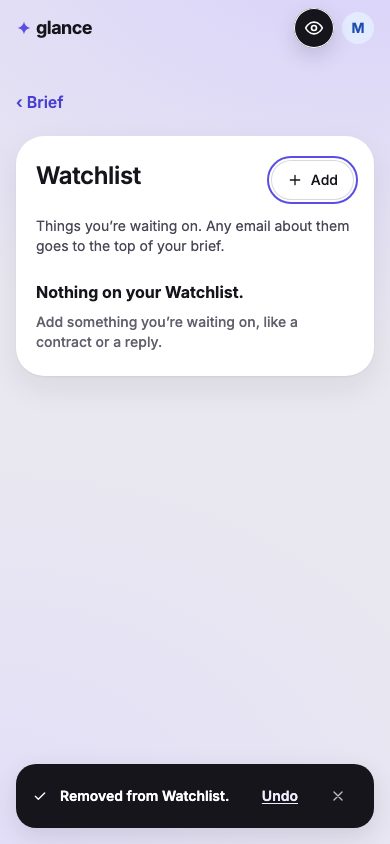 glance
M
‹ Brief
Watchlist
Add
Things you’re waiting on. Any email about them
goes to the top of your brief.
Nothing on your Watchlist.
Add something you’re waiting on, like a
contract or a reply.
Removed from Watchlist.
Undo